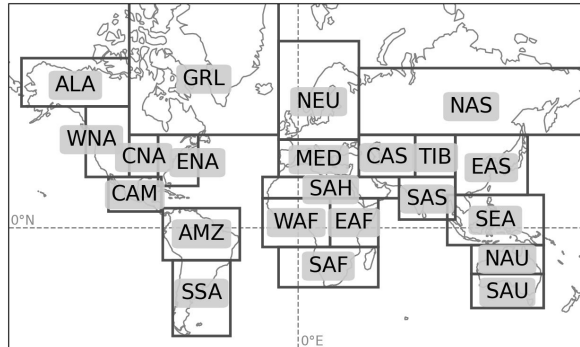 GRL
ALA
NEU
NAS
WNA
CNA
ENA
MED
CAS
TIB
EAS
CAM
SAH
SAS
0°N
AMZ
WAF
EAF
SEA
SAF
NAU
SSA
SAU
0°E